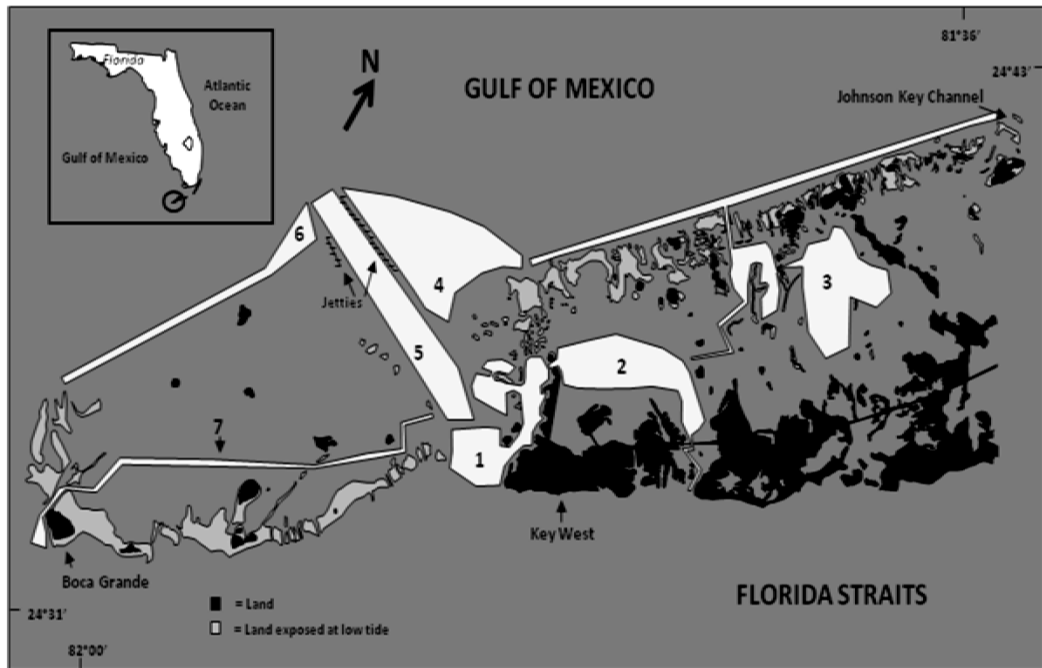 81°36'
24°43'
Florida
Atlantic
Ocean
Gulf of Mexico
N
GULF OF MEXICO
Johnson Key Channel
6
4
3
Jetties
5
2
7
1
Key West
Boca Grande
FLORIDA STRAITS
= Land
= Land exposed at low tide
24°31'
82°00'